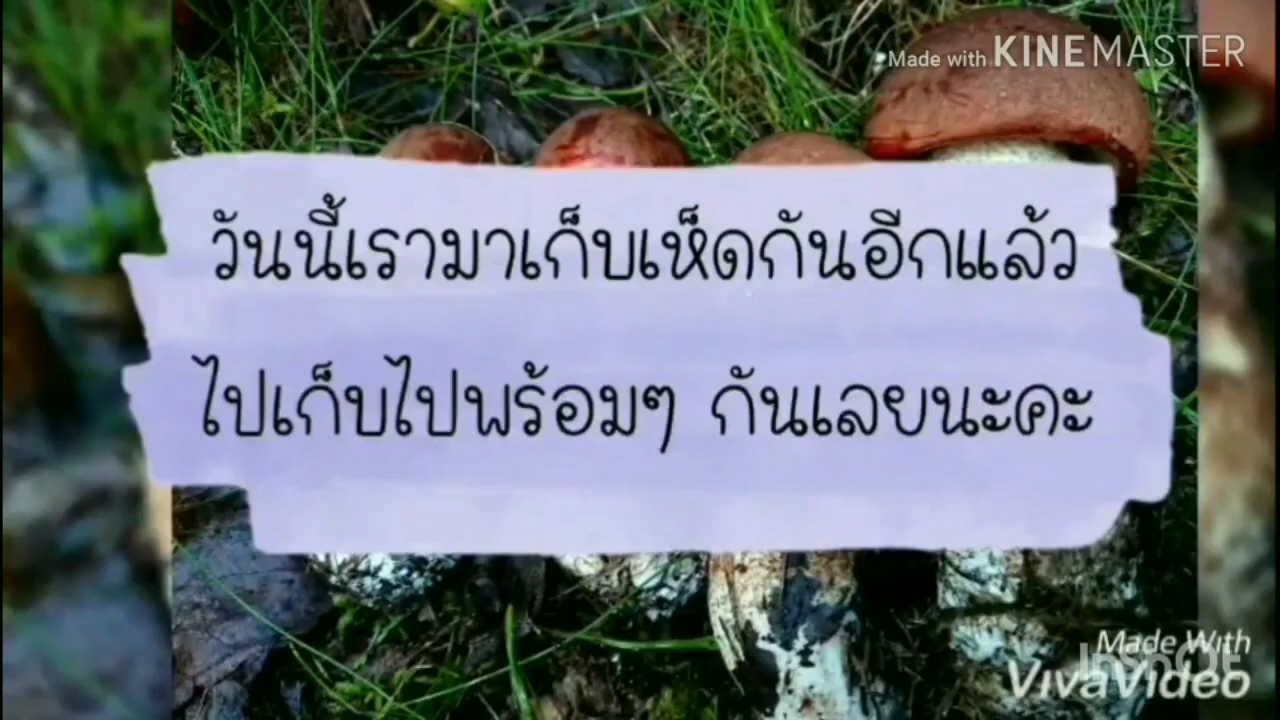 Made with KINEMASTER
วันนี้เรามาเก็บเห็ดกันอีกแล้ว
ไปเก็บไปพร้อมๆ กันเลยนะคะ
Made With
VivaVideo